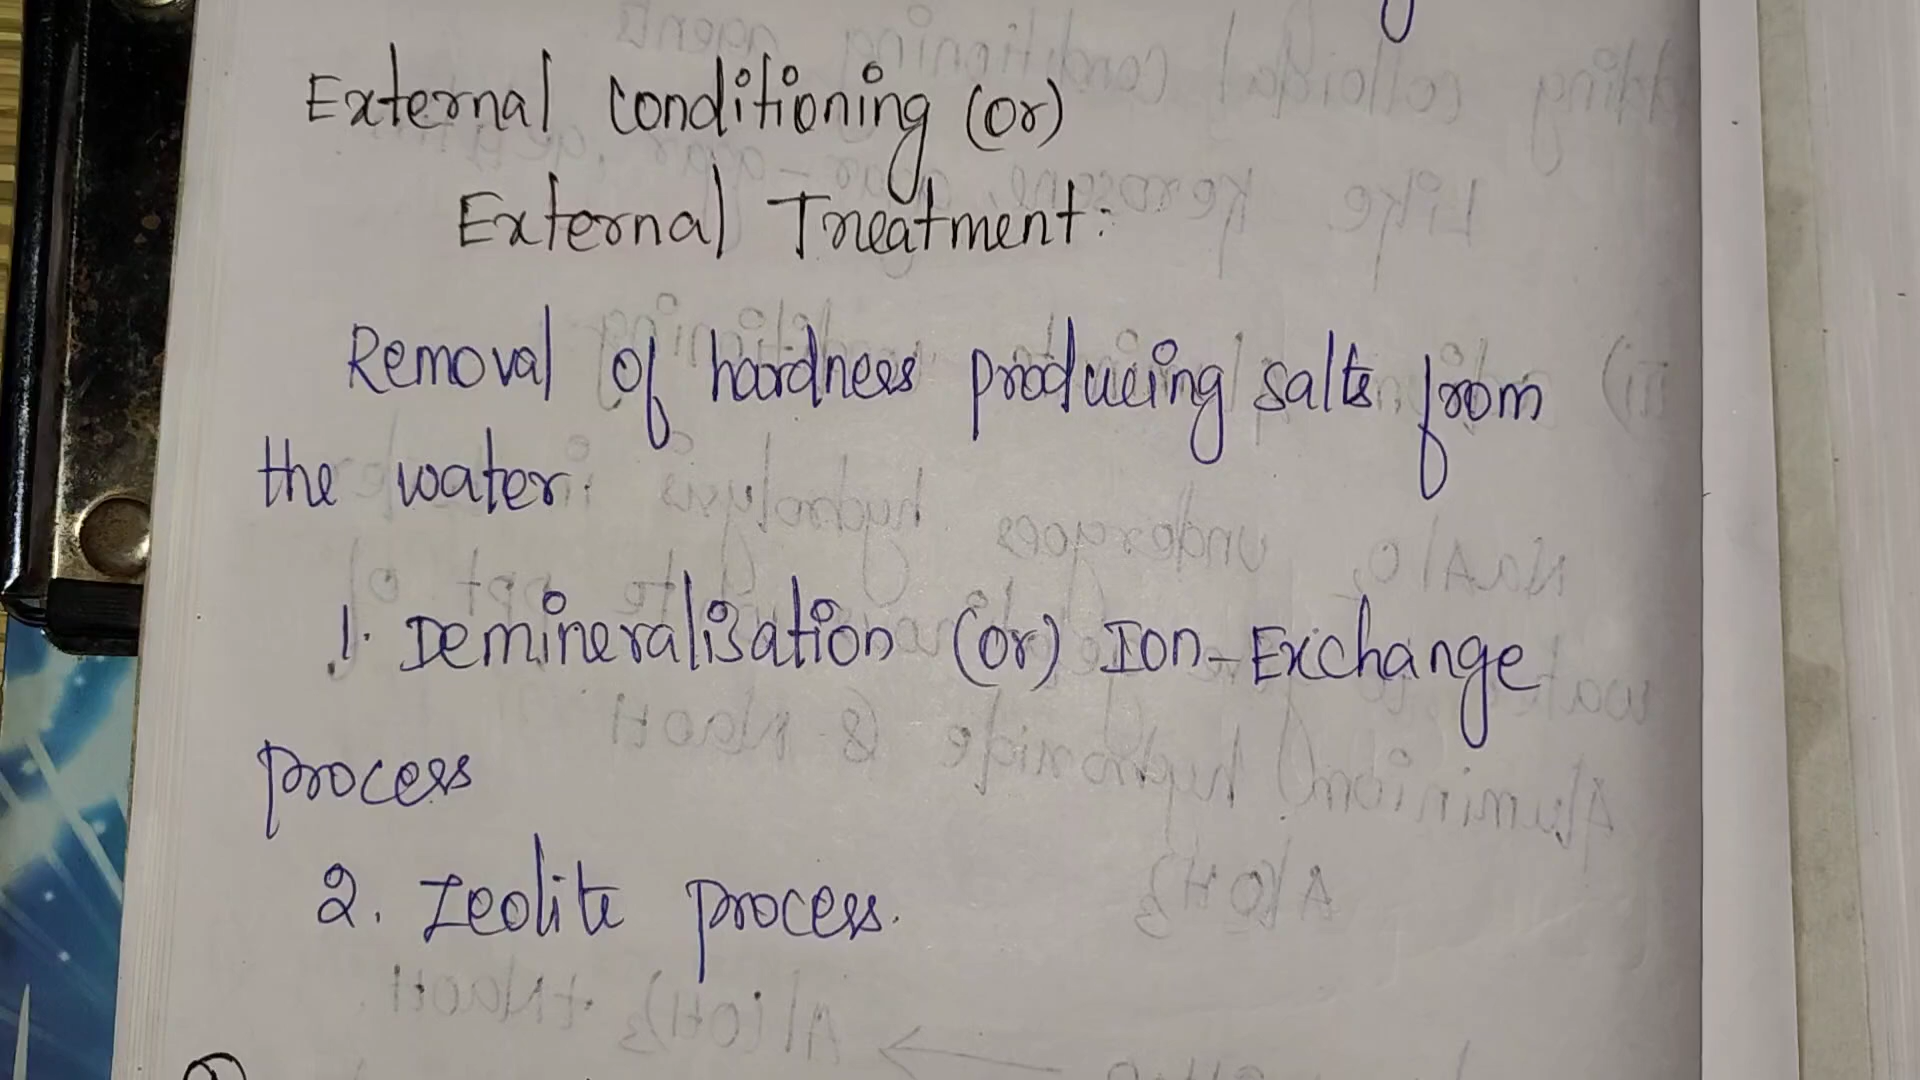 External conditioning (or)
External Treatment:
Removal of hardness producing salts from
the water.
1. Demineralisation (or) Ion-Exchange
process
2. Zeolite process.